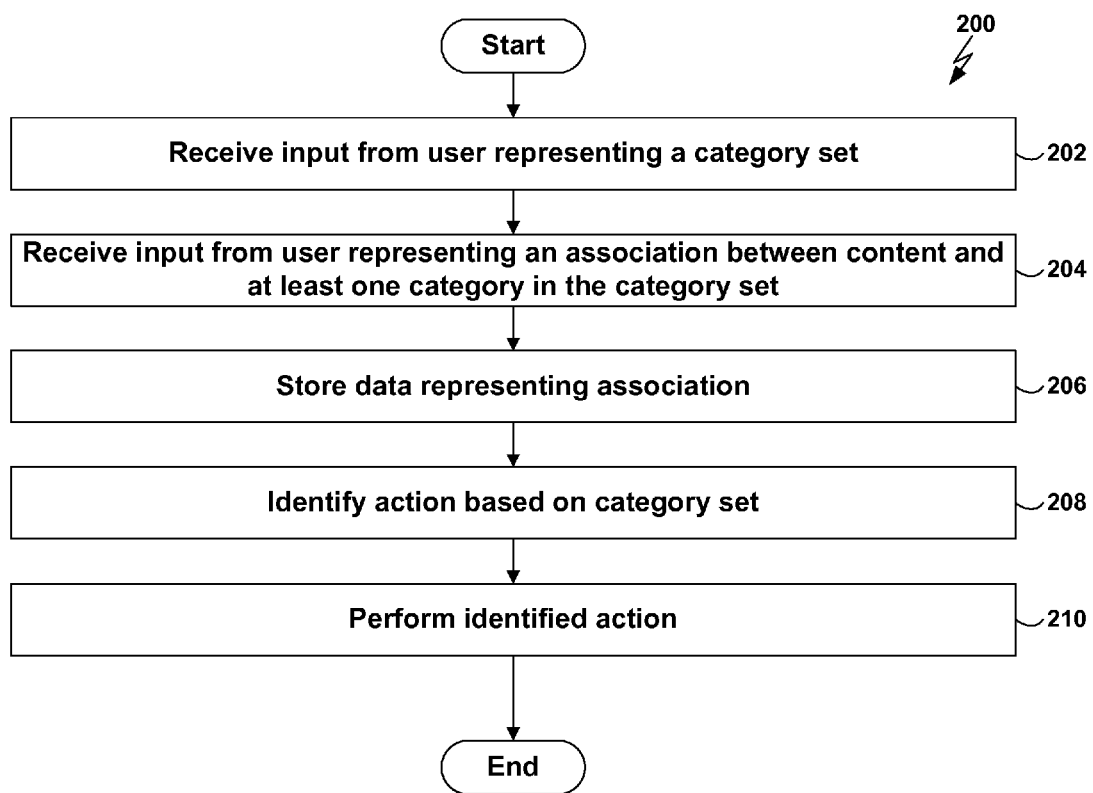 Start
200
Receive input from user representing a category set
202
Receive input from user representing an association between content and
at least one category in the category set
204
Store data representing association
206
Identify action based on category set
208
Perform identified action
210
End